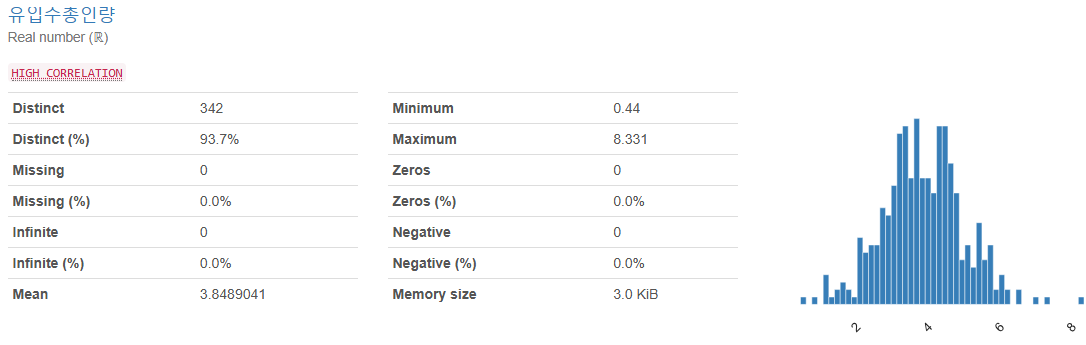 유입수총인량
Real number (ℝ)
HIGH CORRELATION
Distinct 342
Distinct (%) 93.7%
Missing 0
Missing (%) 0.0%
Infinite 0
Infinite (%) 0.0%
Mean 3.8489041
Minimum 0.44
Maximum 8.331
Zeros 0
Zeros (%) 0.0%
Negative 0
Negative (%) 0.0%
Memory size 3.0 KiB
2 4 6 8